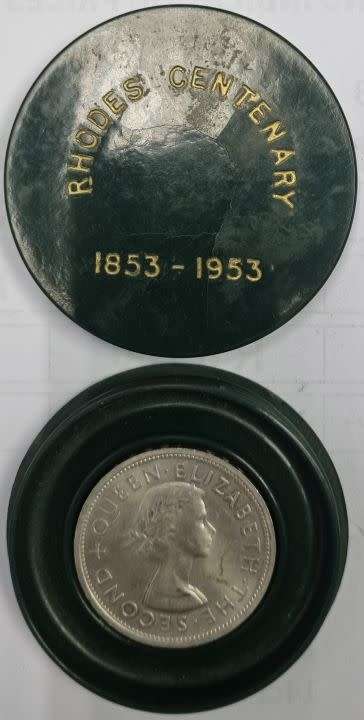 RHODES CENTENARY
1853 - 1953
+ QUEEN · ELIZABETH · THE · SECOND